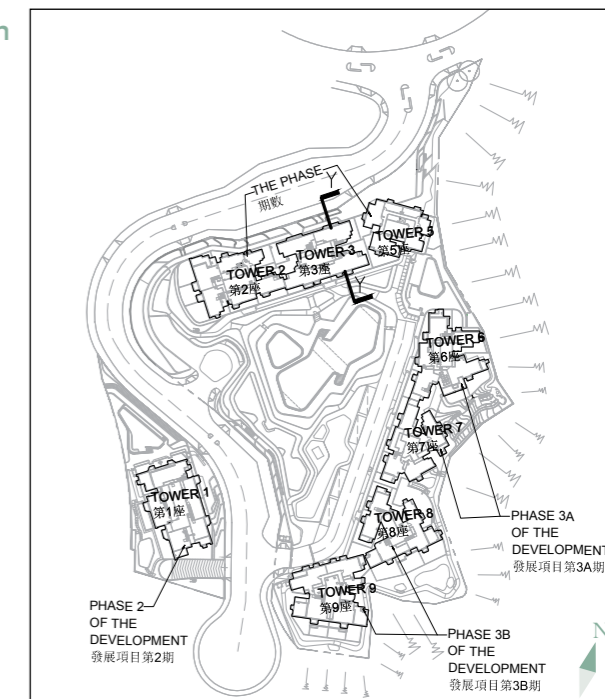 n
THE PHASE
期數
Y
TOWER 5
第5座
TOWER 3
第3座
TOWER 2
第2座
Y
TOWER 6
第6座
TOWER 7
第7座
TOWER 1
第1座
TOWER 8
第8座
PHASE 3A
OF THE
DEVELOPMENT
發展項目第3A期
TOWER 9
第9座
PHASE 2
OF THE
DEVELOPMENT
發展項目第2期
PHASE 3B
OF THE
DEVELOPMENT
發展項目第3B期
N